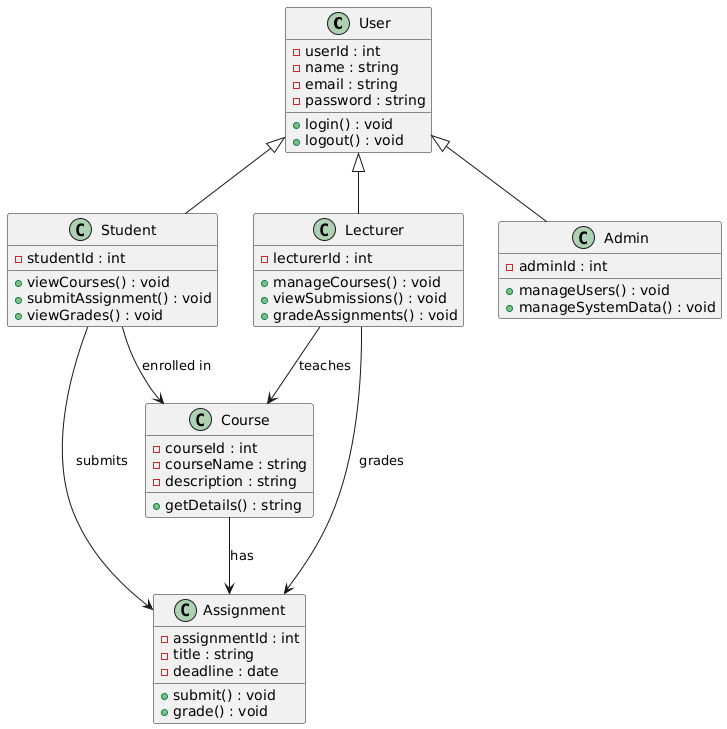 C User
userId : int
name : string
email : string
password : string
login() : void
logout() : void
C Student
studentId : int
viewCourses() : void
submitAssignment() : void
viewGrades() : void
C Lecturer
lecturerId : int
manageCourses() : void
viewSubmissions() : void
gradeAssignments() : void
C Admin
adminId : int
manageUsers() : void
manageSystemData() : void
enrolled in
teaches
C Course
courseId : int
courseName : string
description : string
getDetails() : string
submits
grades
has
C Assignment
assignmentId : int
title : string
deadline : date
submit() : void
grade() : void